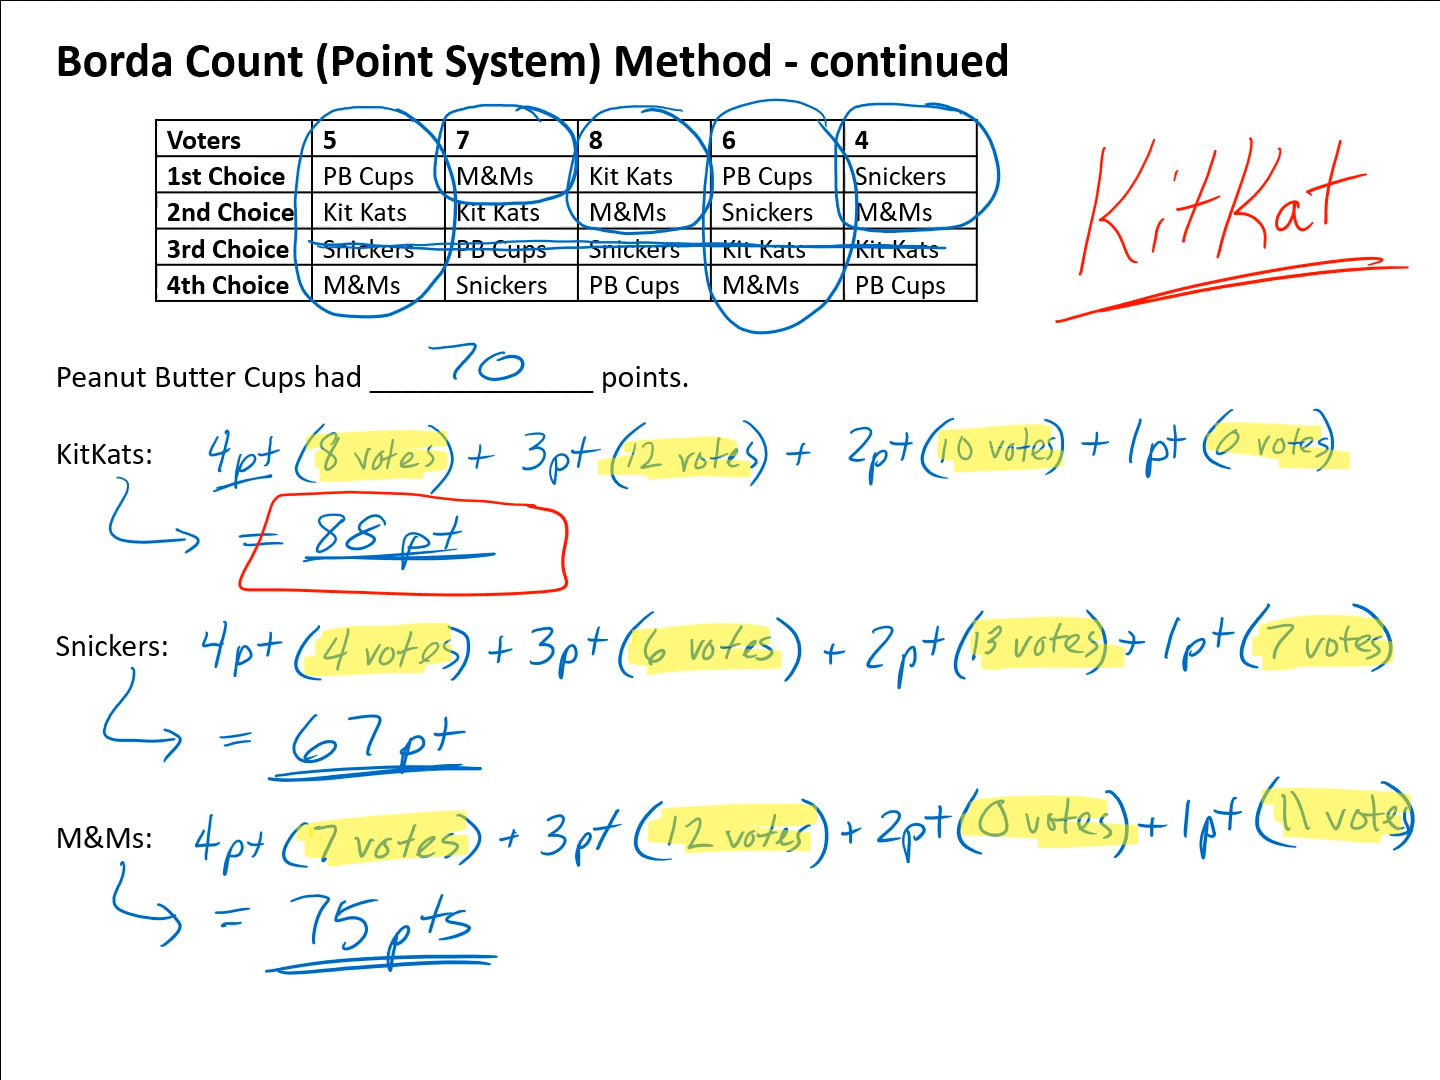 Borda Count (Point System) Method - continued
Voters 5 7 8 6 4
1st Choice PB Cups M&Ms Kit Kats PB Cups Snickers
2nd Choice Kit Kats Kit Kats M&Ms Snickers M&Ms
3rd Choice Snickers PB Cups Snickers Kit Kats Kit Kats
4th Choice M&Ms Snickers PB Cups M&Ms PB Cups
KitKat
Peanut Butter Cups had 70 points.
KitKats: 4pt (8 votes) + 3pt (12 votes) + 2pt (10 votes) + 1pt (0 votes)
= 88 pt
Snickers: 4pt (4 votes) + 3pt (6 votes) + 2pt (13 votes) + 1pt (7 votes)
= 67 pt
M&Ms: 4pt (7 votes) + 3pt (12 votes) + 2pt (0 votes) + 1pt (11 votes)
= 75 pts